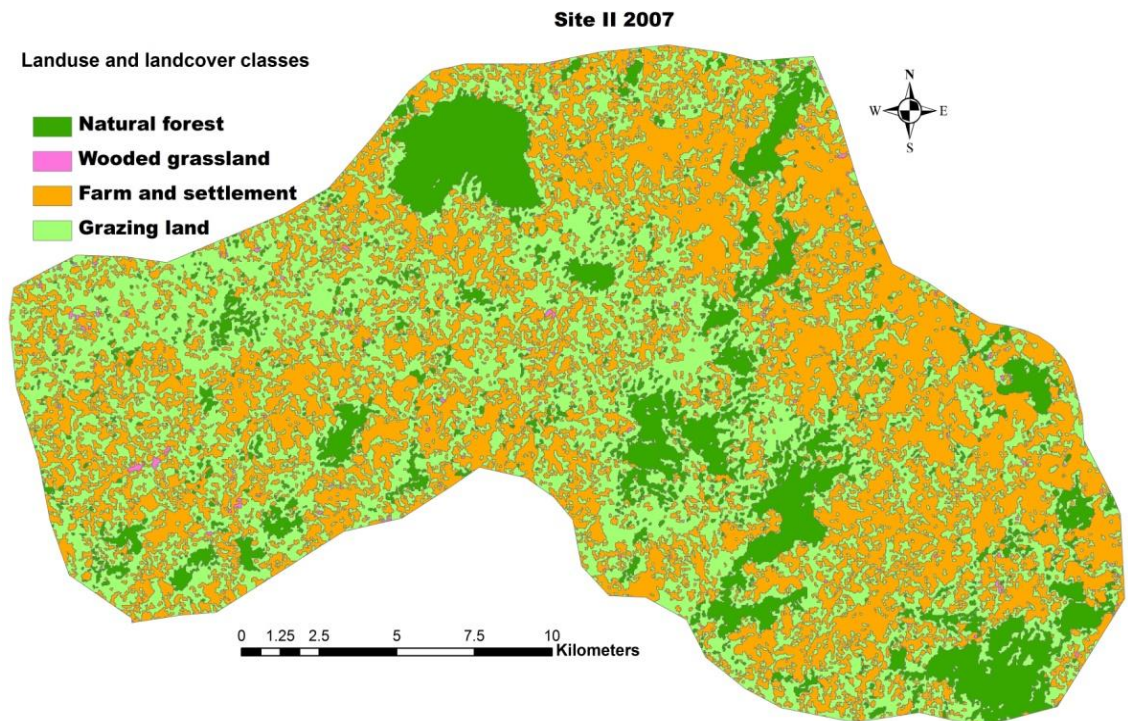 Site II 2007
Landuse and landcover classes
Natural forest
Wooded grassland
Farm and settlement
Grazing land
N
W E
S
0 1.25 2.5 5 7.5 10
Kilometers